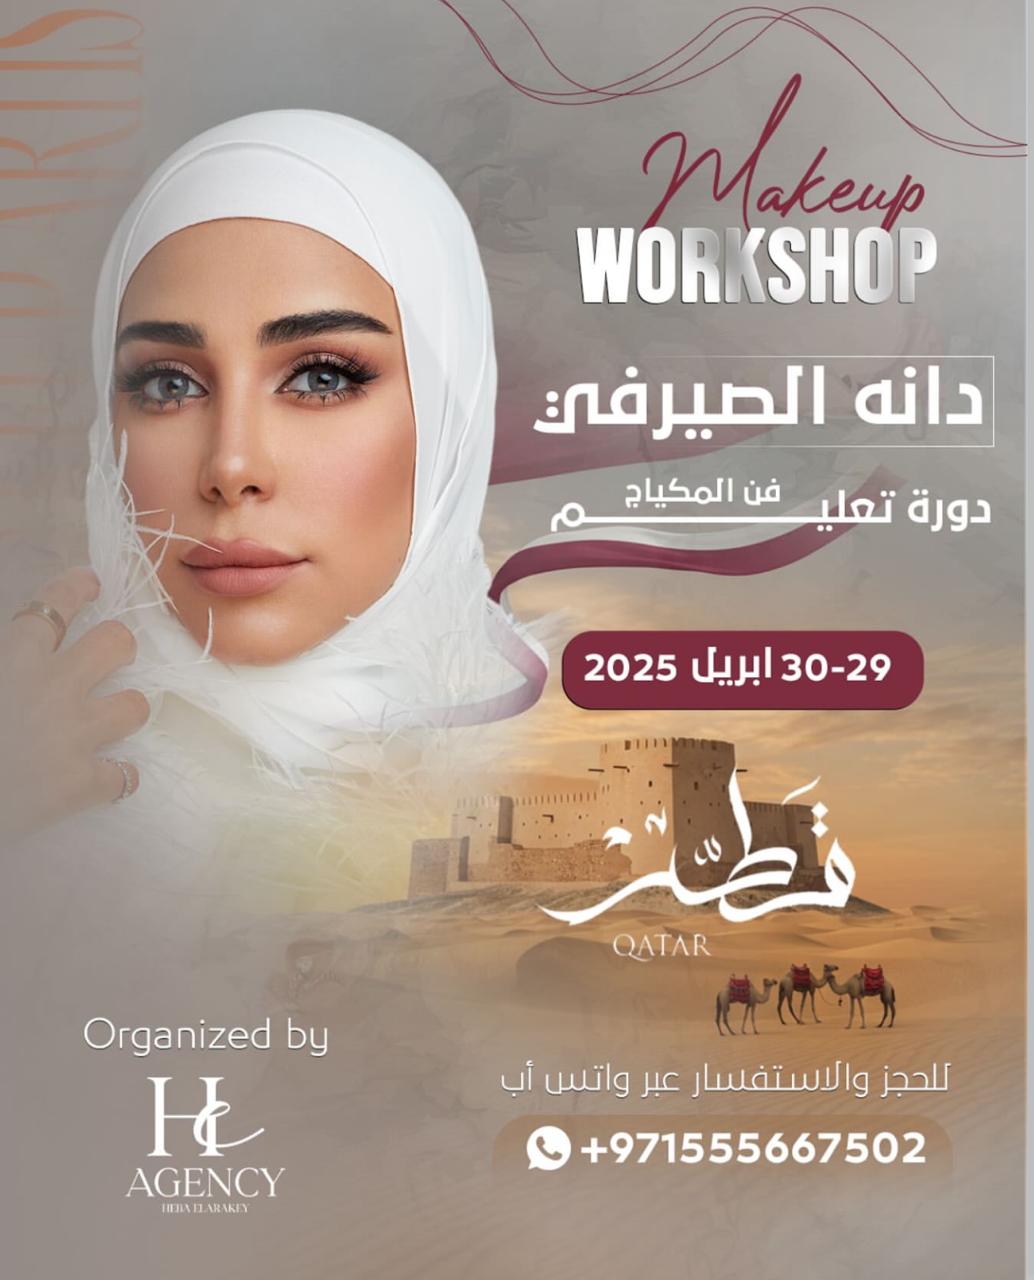 Makeup
WORKSHOP
دانه الصيرفي
دورة تعليم فن المكياج
29-30 ابريل 2025
قطر
QATAR
Organized by
He
AGENCY
HEBA ELARAKEY
للحجز والاستفسار عبر واتس أب
+971555667502